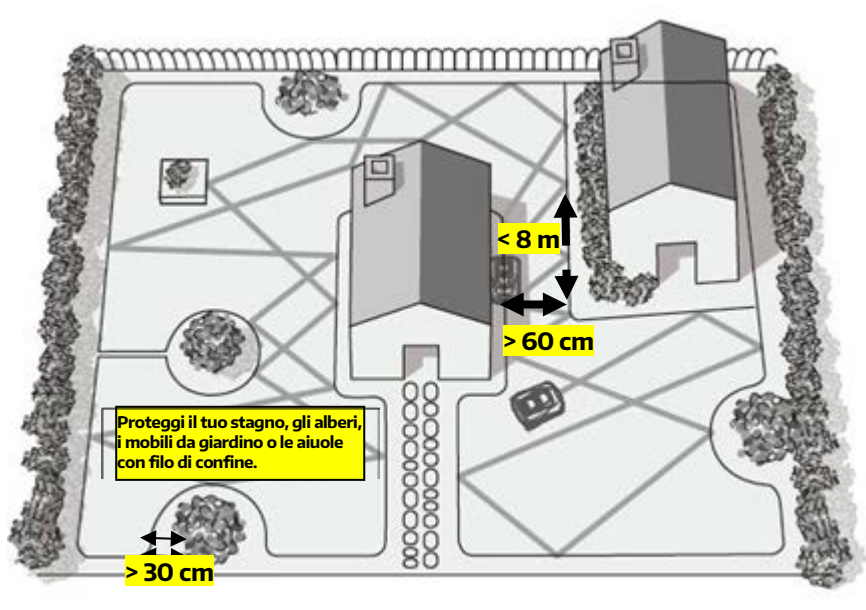 < 8 m
> 60 cm
Proteggi il tuo stagno, gli alberi,
i mobili da giardino o le aiuole
con filo di confine.
> 30 cm